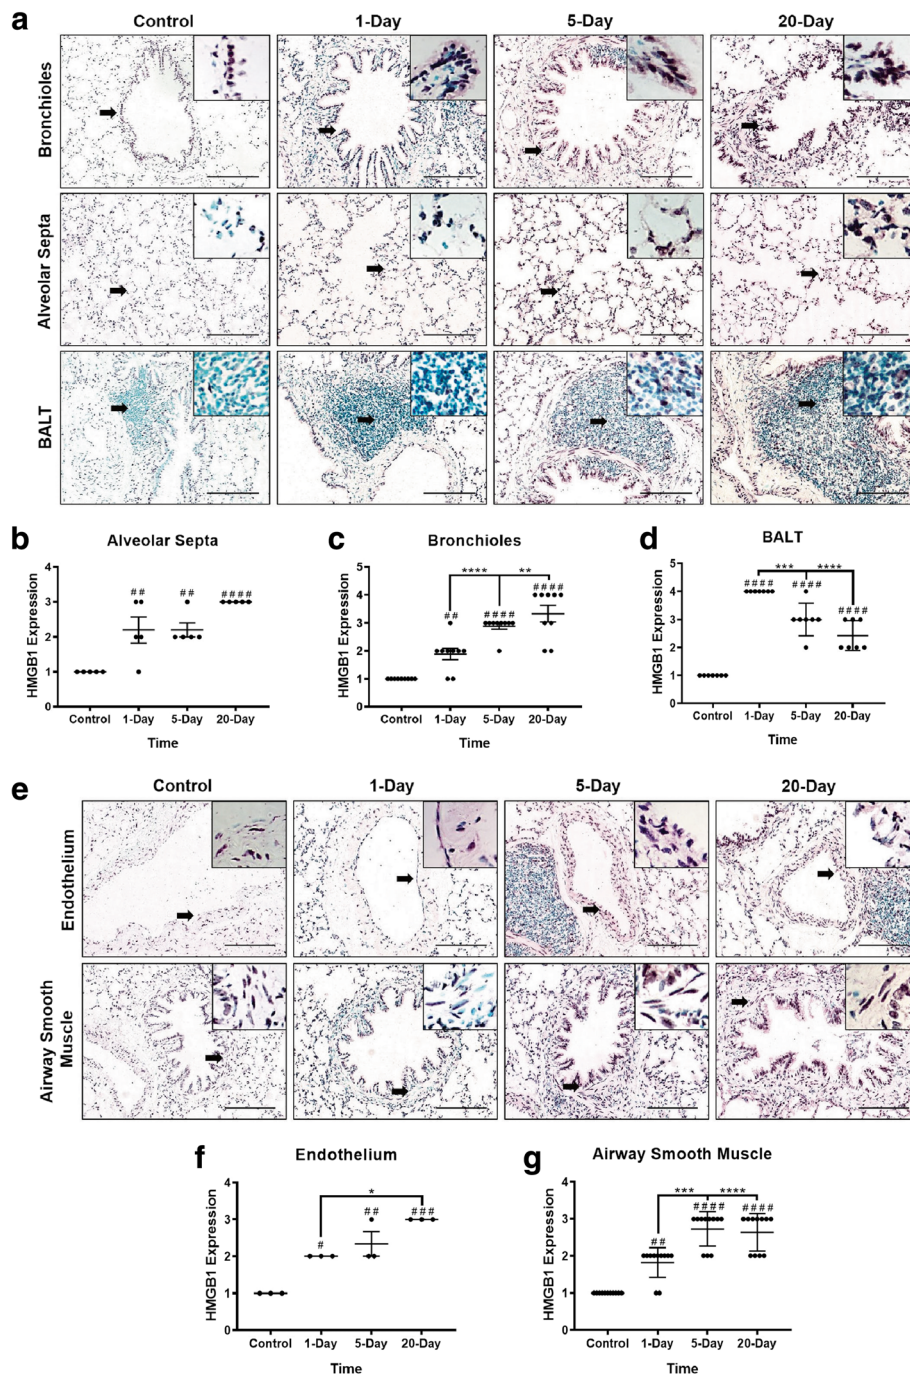 a
Control 1-Day 5-Day 20-Day
Bronchioles
Alveolar Septa
BALT
b
Alveolar Septa
HMGB1 Expression
4
3
2
1
0
##
##
#####
Control 1-Day 5-Day 20-Day
Time
c
Bronchioles
HMGB1 Expression
5
4
3
2
1
0
**** **
##
####
####
Control 1-Day 5-Day 20-Day
Time
d
BALT
HMGB1 Expression
5
4
3
2
1
0
*** ****
####
####
####
Control 1-Day 5-Day 20-Day
Time
e
Control 1-Day 5-Day 20-Day
Endothelium
Airway Smooth
Muscle
f
Endothelium
HMGB1 Expression
4
3
2
1
0
*
#
##
###
Control 1-Day 5-Day 20-Day
Time
g
Airway Smooth Muscle
HMGB1 Expression
4
3
2
1
0
*** ****
##
####
####
Control 1-Day 5-Day 20-Day
Time